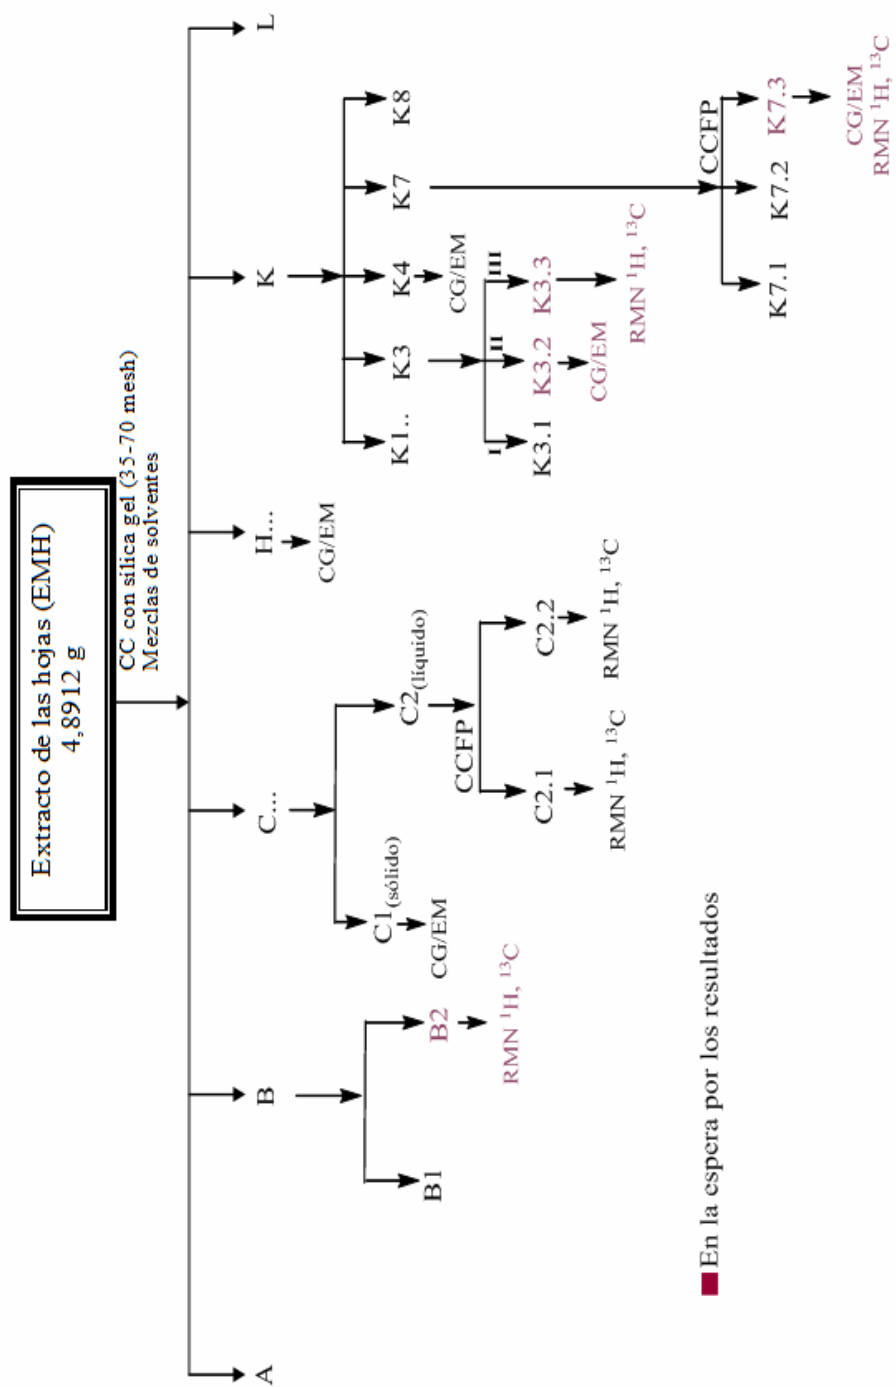 Extracto de las hojas (EMH)
4,8912 g
CC con silica gel (35-70 mesh)
Mezclas de solventes
A
B
C...
H...
K
L
B1
B2
RMN ¹H, ¹³C
C1(sólido)
CG/EM
C2(líquido)
CCFP
C2.1
RMN ¹H, ¹³C
C2.2
RMN ¹H, ¹³C
CG/EM
K1..
K3
K4
K7
K8
CG/EM
I
II
III
K3.1
K3.2
K3.3
CG/EM
RMN ¹H, ¹³C
CCFP
K7.1
K7.2
K7.3
CG/EM
RMN ¹H, ¹³C
En la espera por los resultados